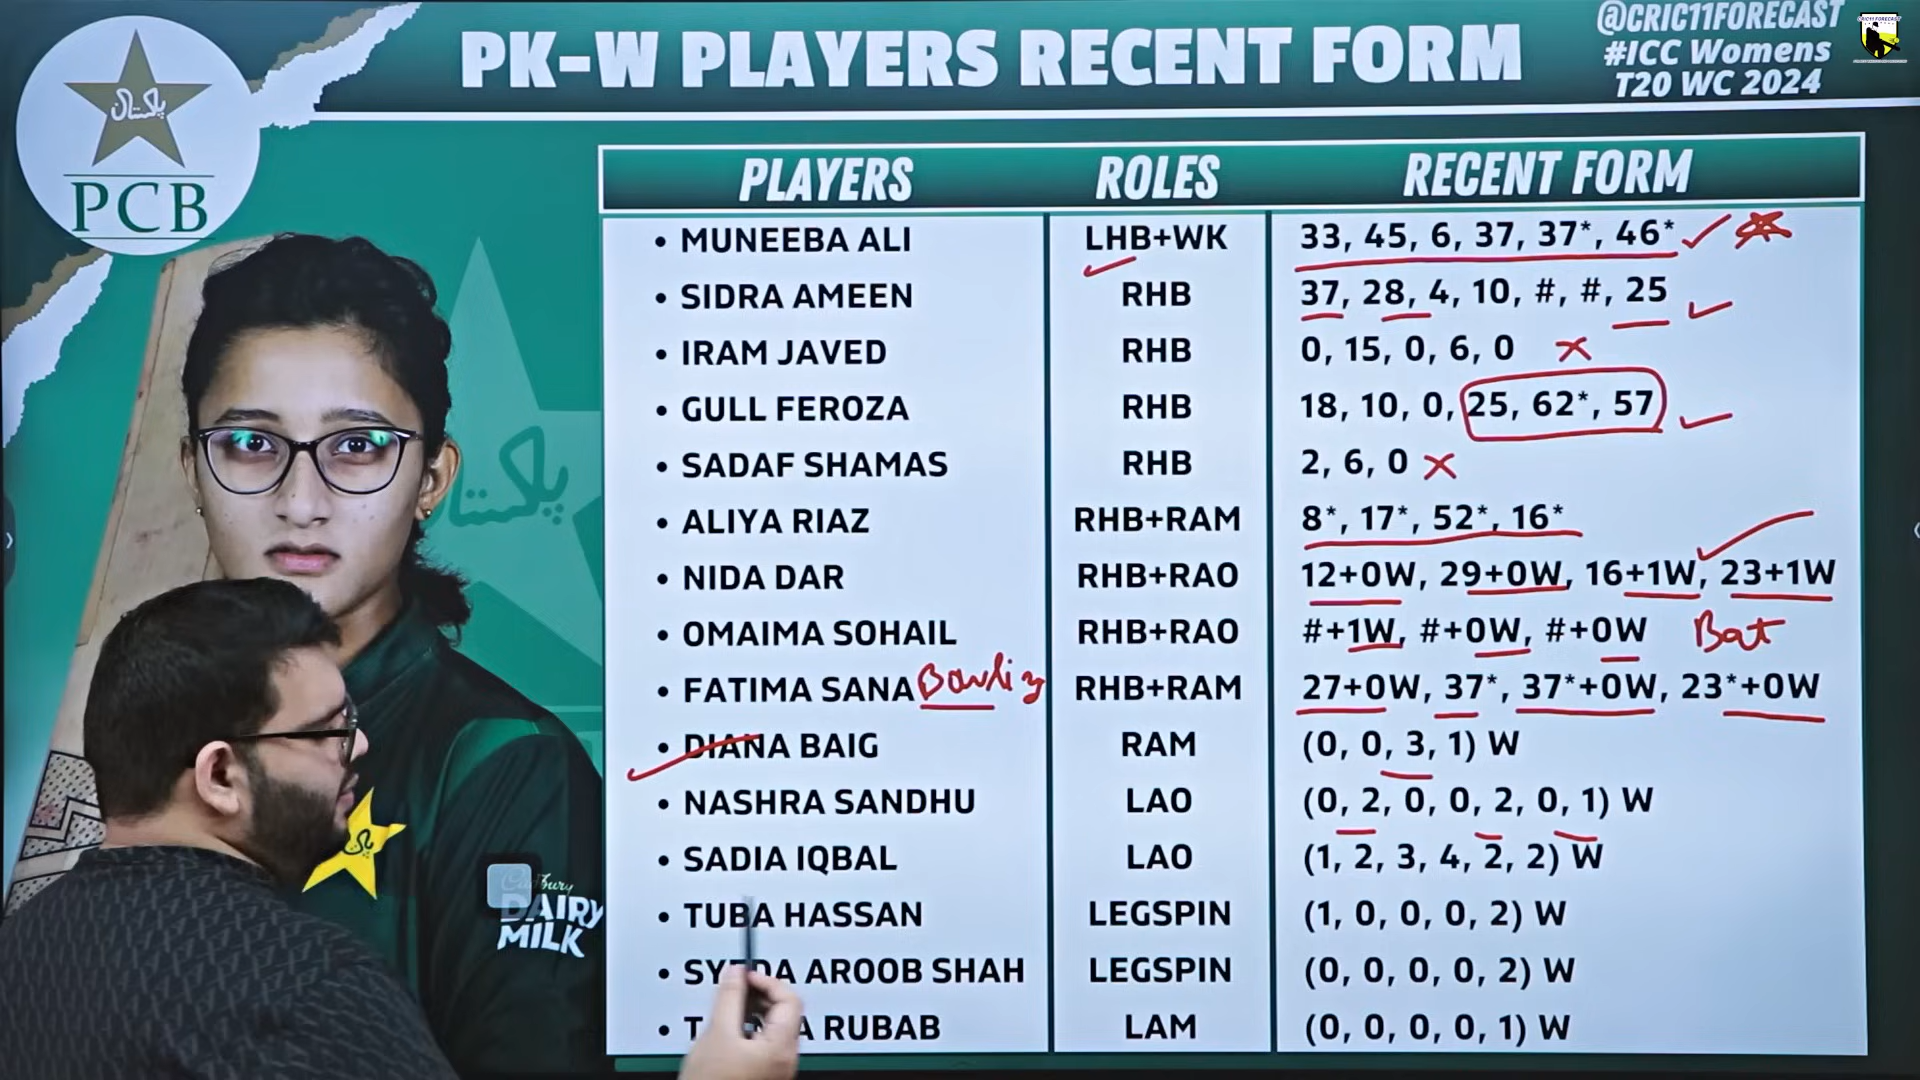 PK-W PLAYERS RECENT FORM
@CRIC11FORECAST
#ICC Womens
T20 WC 2024
پاکستان
PCB
PLAYERS ROLES RECENT FORM
• MUNEEBA ALI LHB+WK 33, 45, 6, 37, 37*, 46*
• SIDRA AMEEN RHB 37, 28, 4, 10, #, #, 25
• IRAM JAVED RHB 0, 15, 0, 6, 0
• GULL FEROZA RHB 18, 10, 0, 25, 62*, 57
• SADAF SHAMAS RHB 2, 6, 0
• ALIYA RIAZ RHB+RAM 8*, 17*, 52*, 16*
• NIDA DAR RHB+RAO 12+0W, 29+0W, 16+1W, 23+1W
• OMAIMA SOHAIL RHB+RAO #+1W, #+0W, #+0W Bat
• FATIMA SANA Bowling RHB+RAM 27+0W, 37*, 37*+0W, 23*+0W
• DIANA BAIG RAM (0, 0, 3, 1) W
• NASHRA SANDHU LAO (0, 2, 0, 0, 2, 0, 1) W
• SADIA IQBAL LAO (1, 2, 3, 4, 2, 2) W
• TUBA HASSAN LEGSPIN (1, 0, 0, 0, 2) W
• SYEDA AROOB SHAH LEGSPIN (0, 0, 0, 0, 2) W
• RUBAB LAM (0, 0, 0, 0, 1) W
پاکستان
Cadbury
DAIRY
MILK